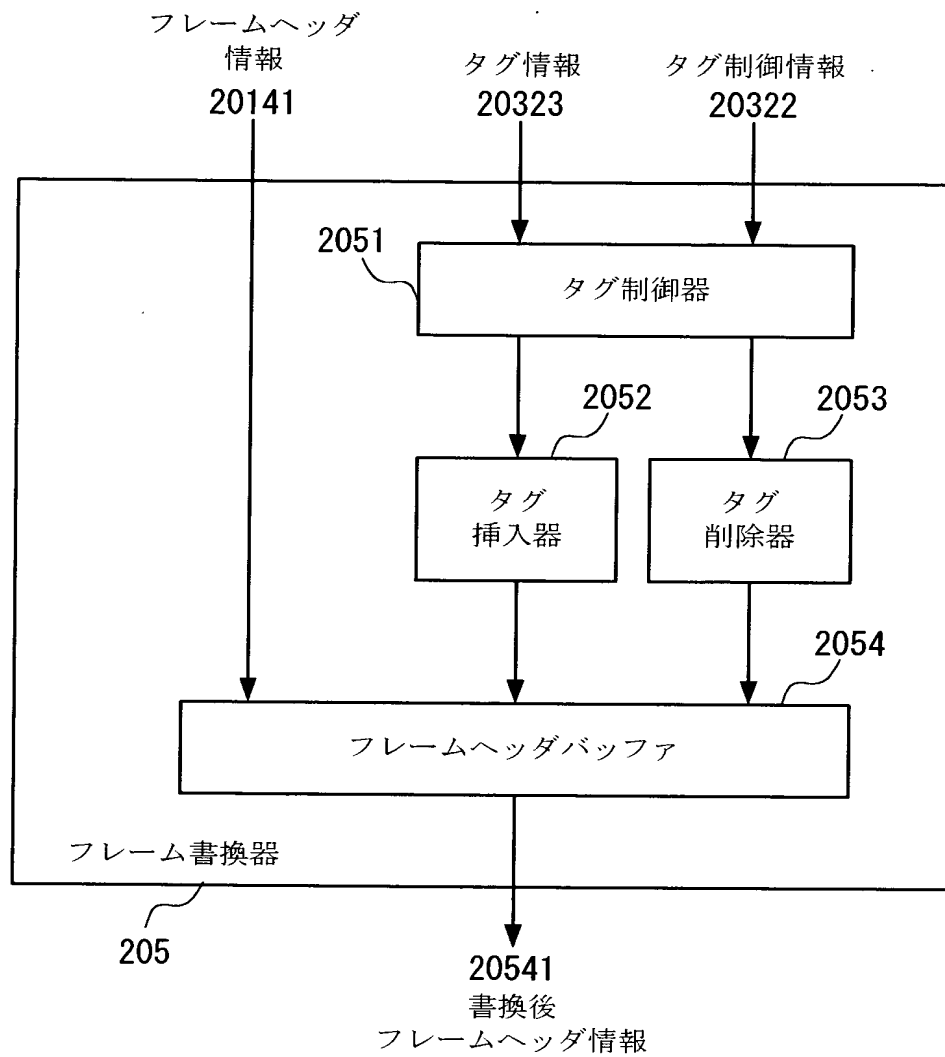 フレームヘッダ
情報
20141
タグ情報
20323
タグ制御情報
20322
2051
タグ制御器
2052
タグ
挿入器
2053
タグ
削除器
2054
フレームヘッダバッファ
フレーム書換器
205
20541
書換後
フレームヘッダ情報